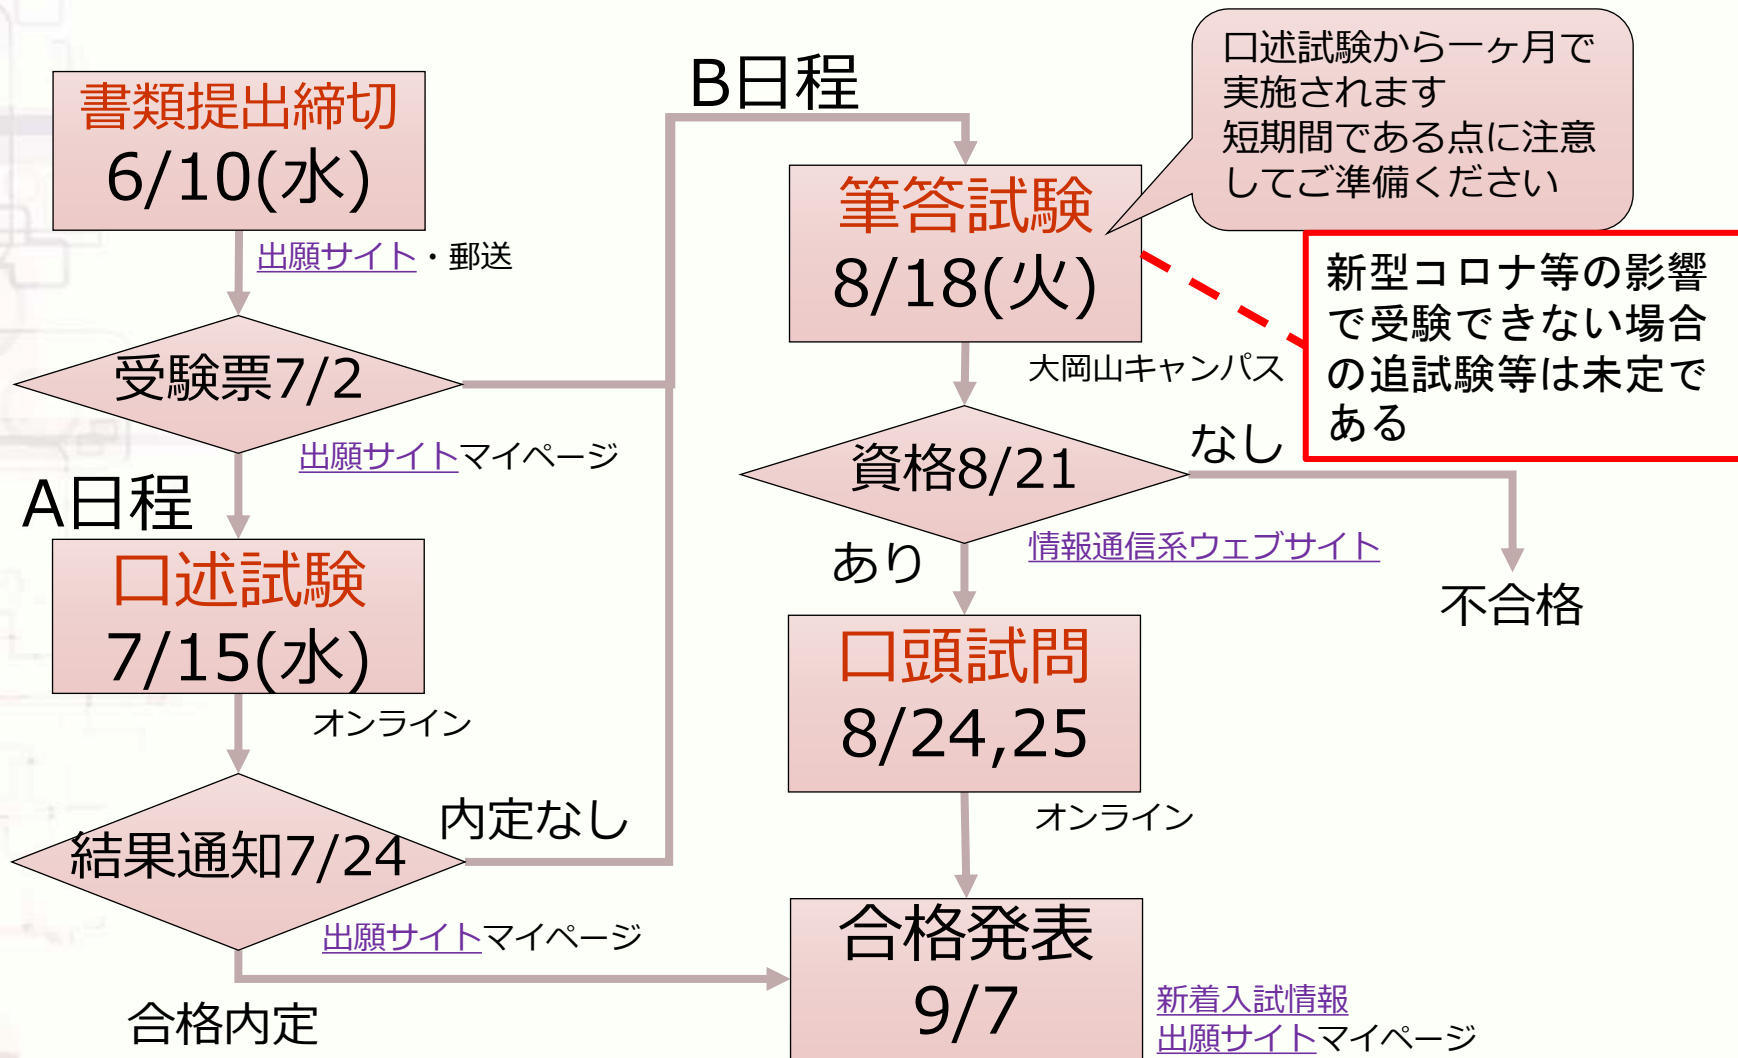 書類提出締切
6/10(水)
出願サイト・郵送
受験票7/2
出願サイトマイページ
A日程
口述試験
7/15(水)
オンライン
結果通知7/24
内定なし
出願サイトマイページ
合格内定
B日程
口述試験から一ヶ月で
実施されます
短期間である点に注意
してご準備ください
筆答試験
8/18(火)
新型コロナ等の影響
で受験できない場合
の追試験等は未定で
ある
大岡山キャンパス
資格8/21
なし
情報通信系ウェブサイト
あり
不合格
口頭試問
8/24,25
オンライン
合格発表
9/7
新着入試情報
出願サイトマイページ